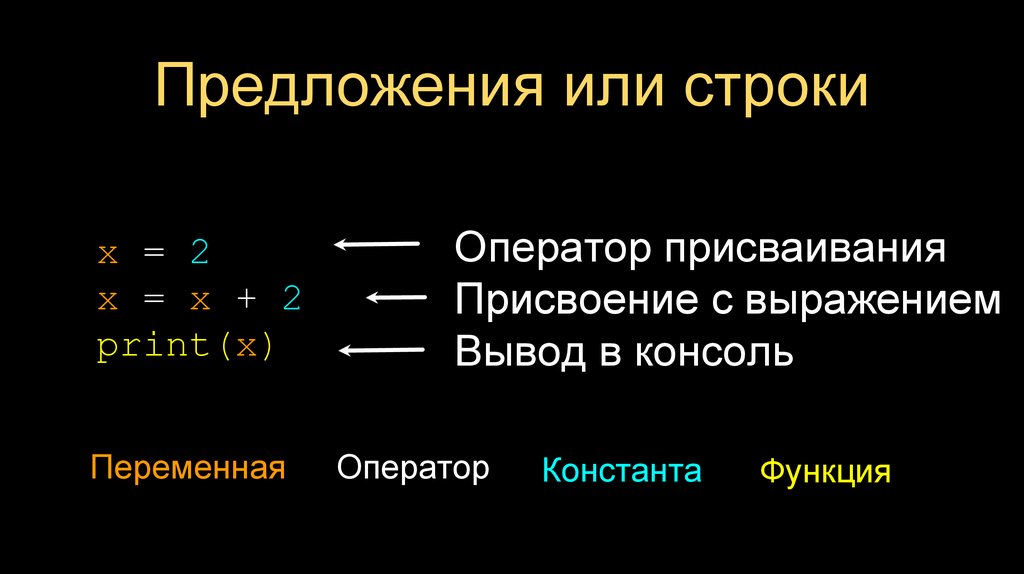 Предложения или строки
x = 2
Оператор присваивания
x = x + 2
Присвоение с выражением
print(x)
Вывод в консоль
Переменная Оператор Константа Функция